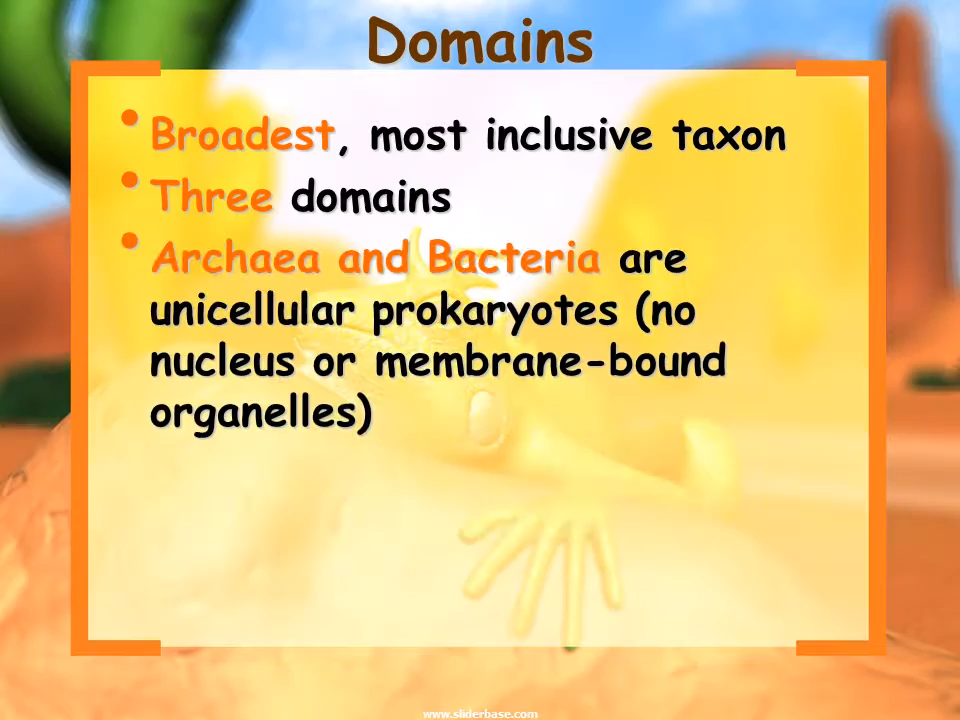 Domains
• Broadest, most inclusive taxon
• Three domains
• Archaea and Bacteria are
unicellular prokaryotes (no
nucleus or membrane-bound
organelles)
www.sliderbase.com